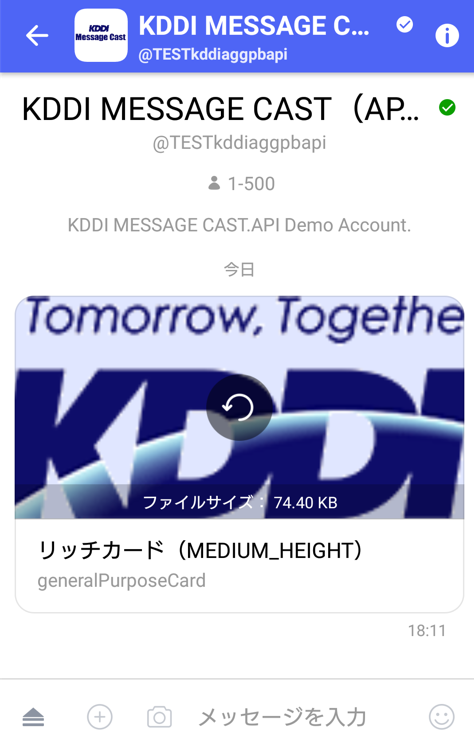 KDDI
Message Cast
KDDI MESSAGE C...
@TESTkddiaggpbapi
KDDI MESSAGE CAST（AP...
@TESTkddiaggpbapi
1-500
KDDI MESSAGE CAST.API Demo Account.
今日
Tomorrow, Togethe
KDDI
ファイルサイズ： 74.40 KB
リッチカード（MEDIUM_HEIGHT）
generalPurposeCard
18:11
メッセージを入力